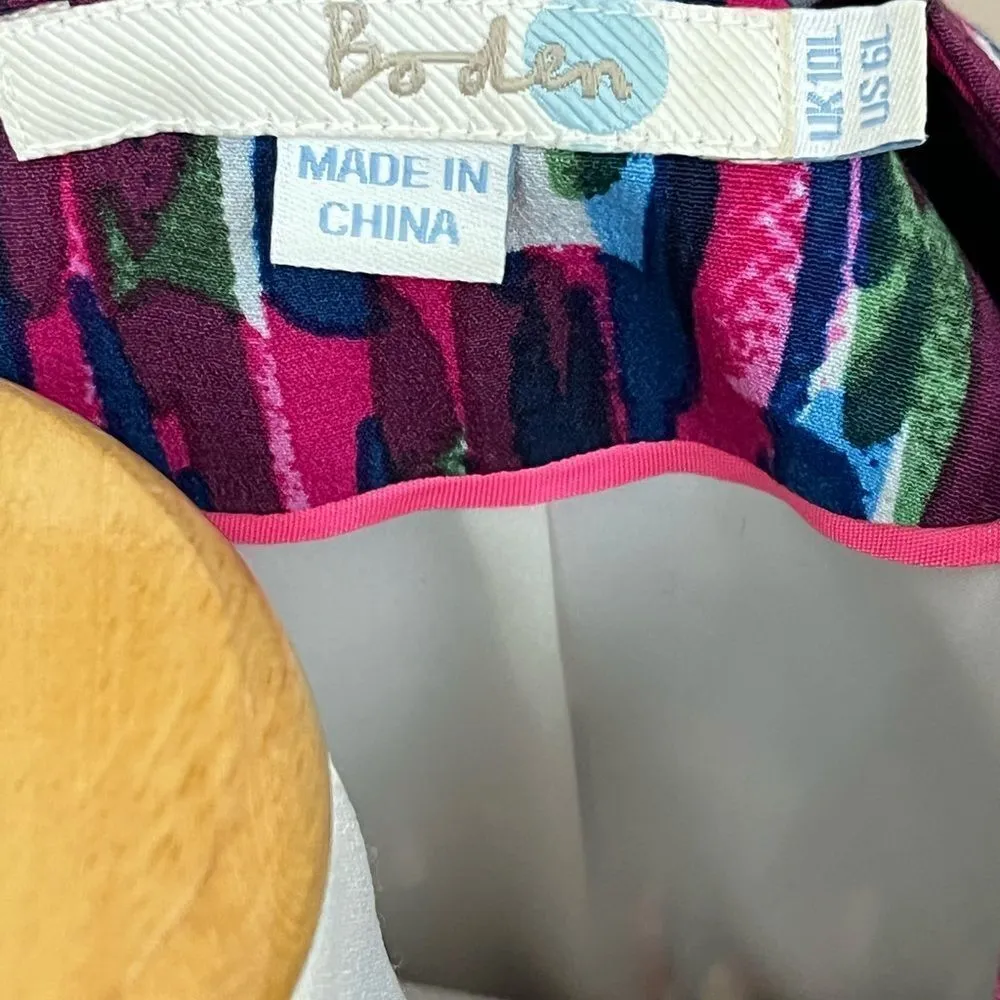 Boden
MADE IN
CHINA
UK10L
US6L